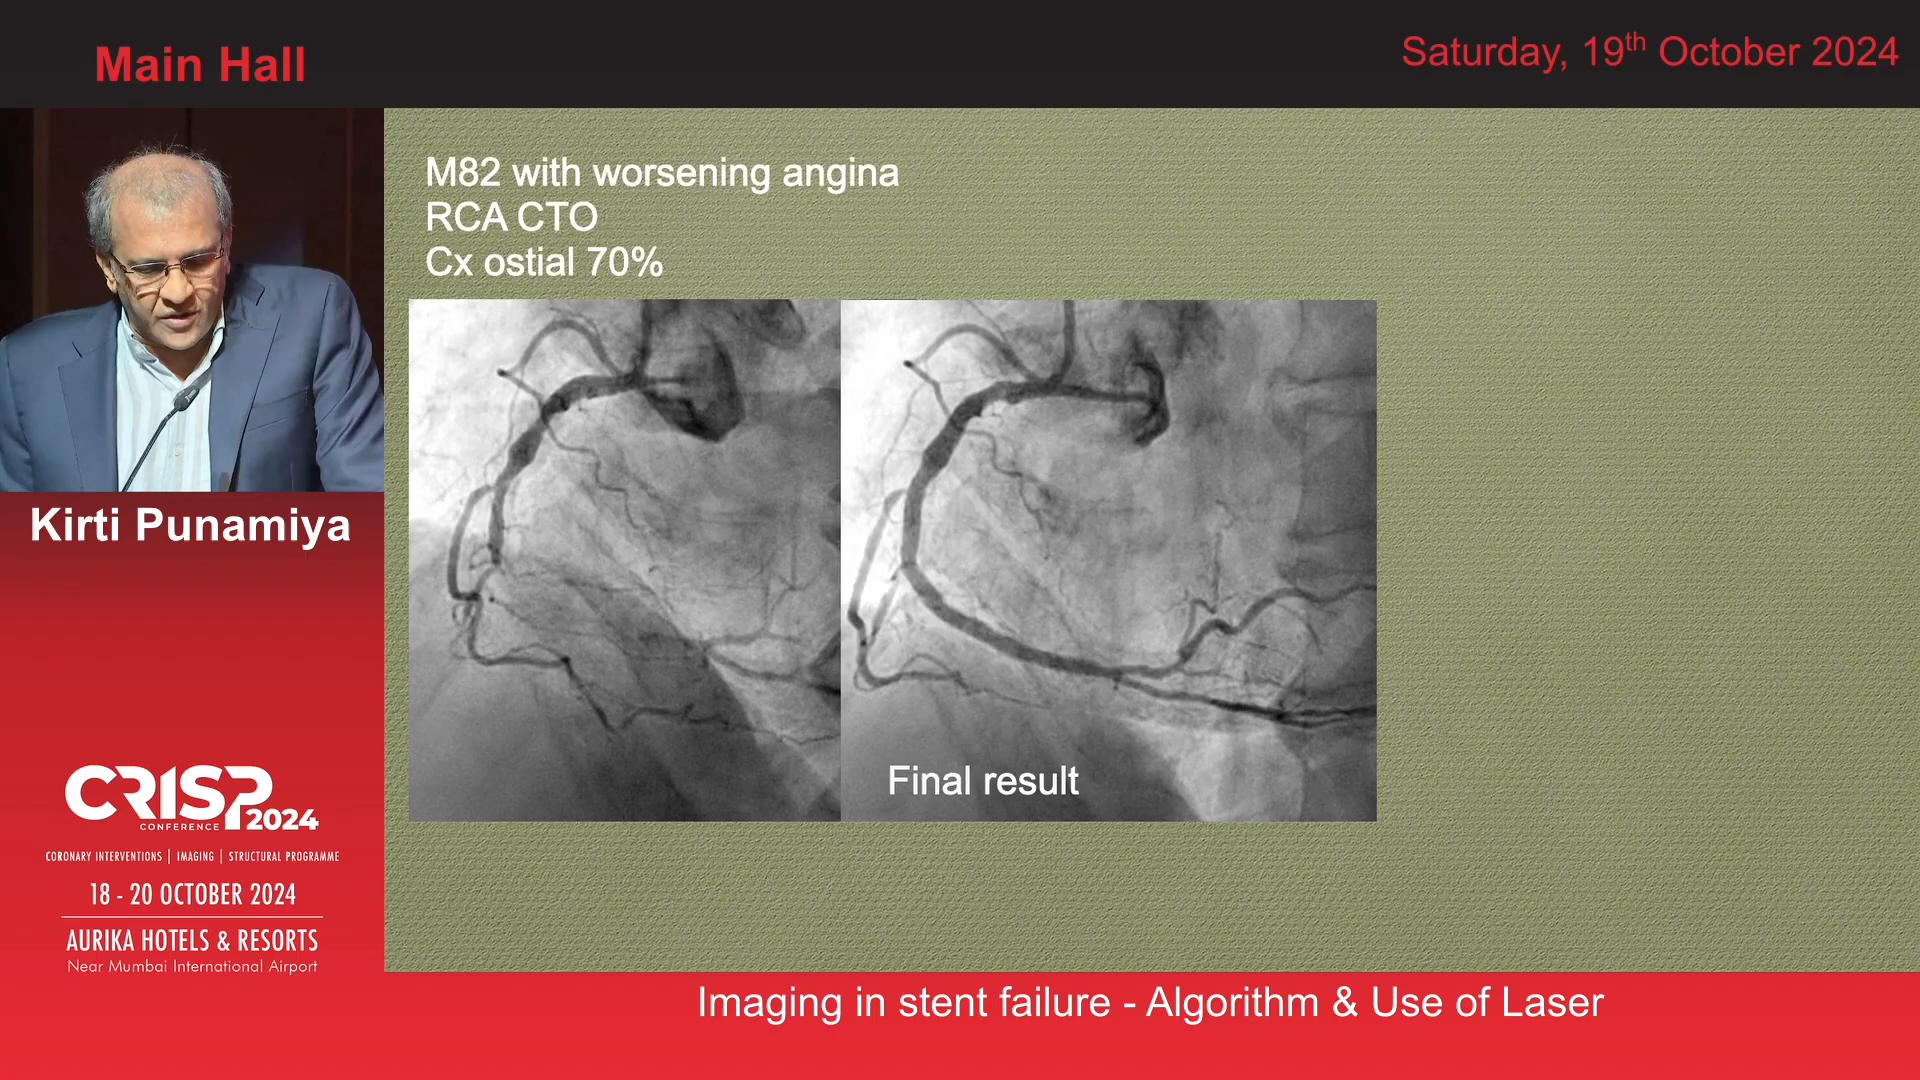 Main Hall
Saturday, 19th October 2024
M82 with worsening angina
RCA CTO
Cx ostial 70%
Final result
Kirti Punamiya
CRISP
CONFERENCE 2024
CORONARY INTERVENTIONS | IMAGING | STRUCTURAL PROGRAMME
18 - 20 OCTOBER 2024
AURIKA HOTELS & RESORTS
Near Mumbai International Airport
Imaging in stent failure - Algorithm & Use of Laser